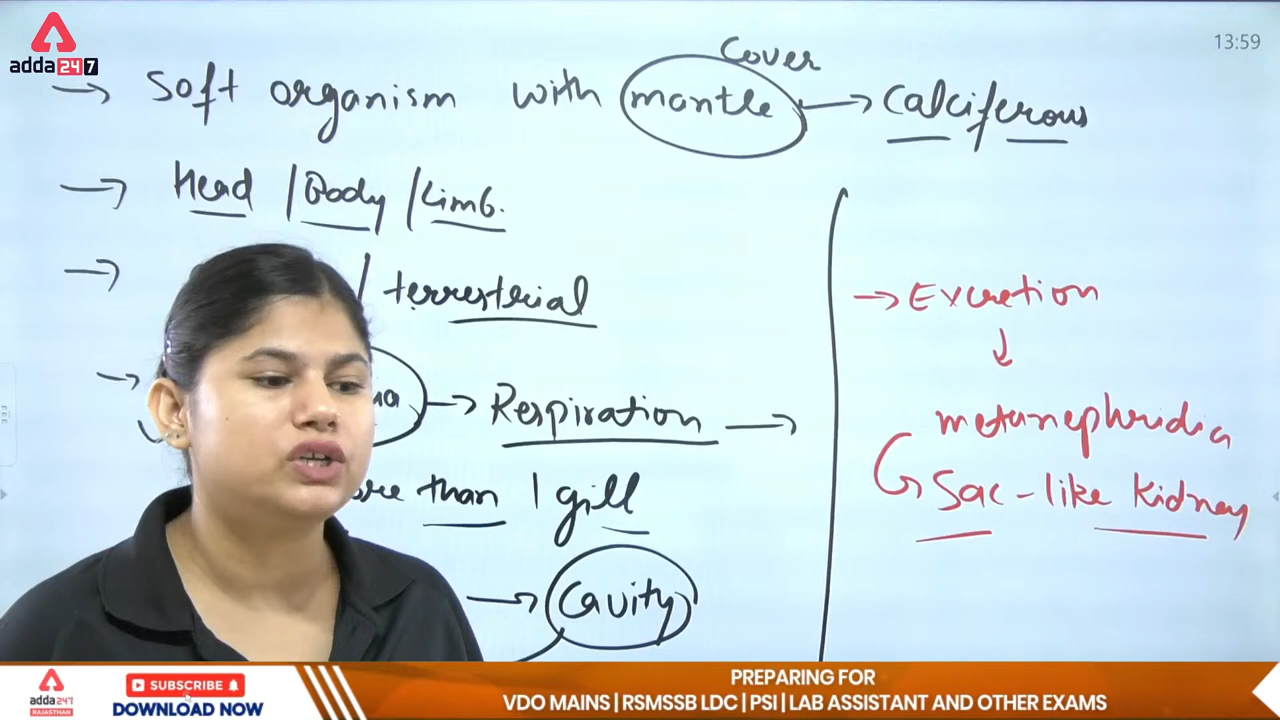 adda247
13:59
Cover
→ Soft organism with mantle → Calciferous
→ Head / Body / Limb.
→ / terrestrial
→ Respiration →
than 1 gill
→ Cavity
→ Excretion
↓
metanephridia
Sac-like Kidney
adda247
RAJASTHAN
SUBSCRIBE
DOWNLOAD NOW
PREPARING FOR
VDO MAINS | RSMSSB LDC | PSI | LAB ASSISTANT AND OTHER EXAMS